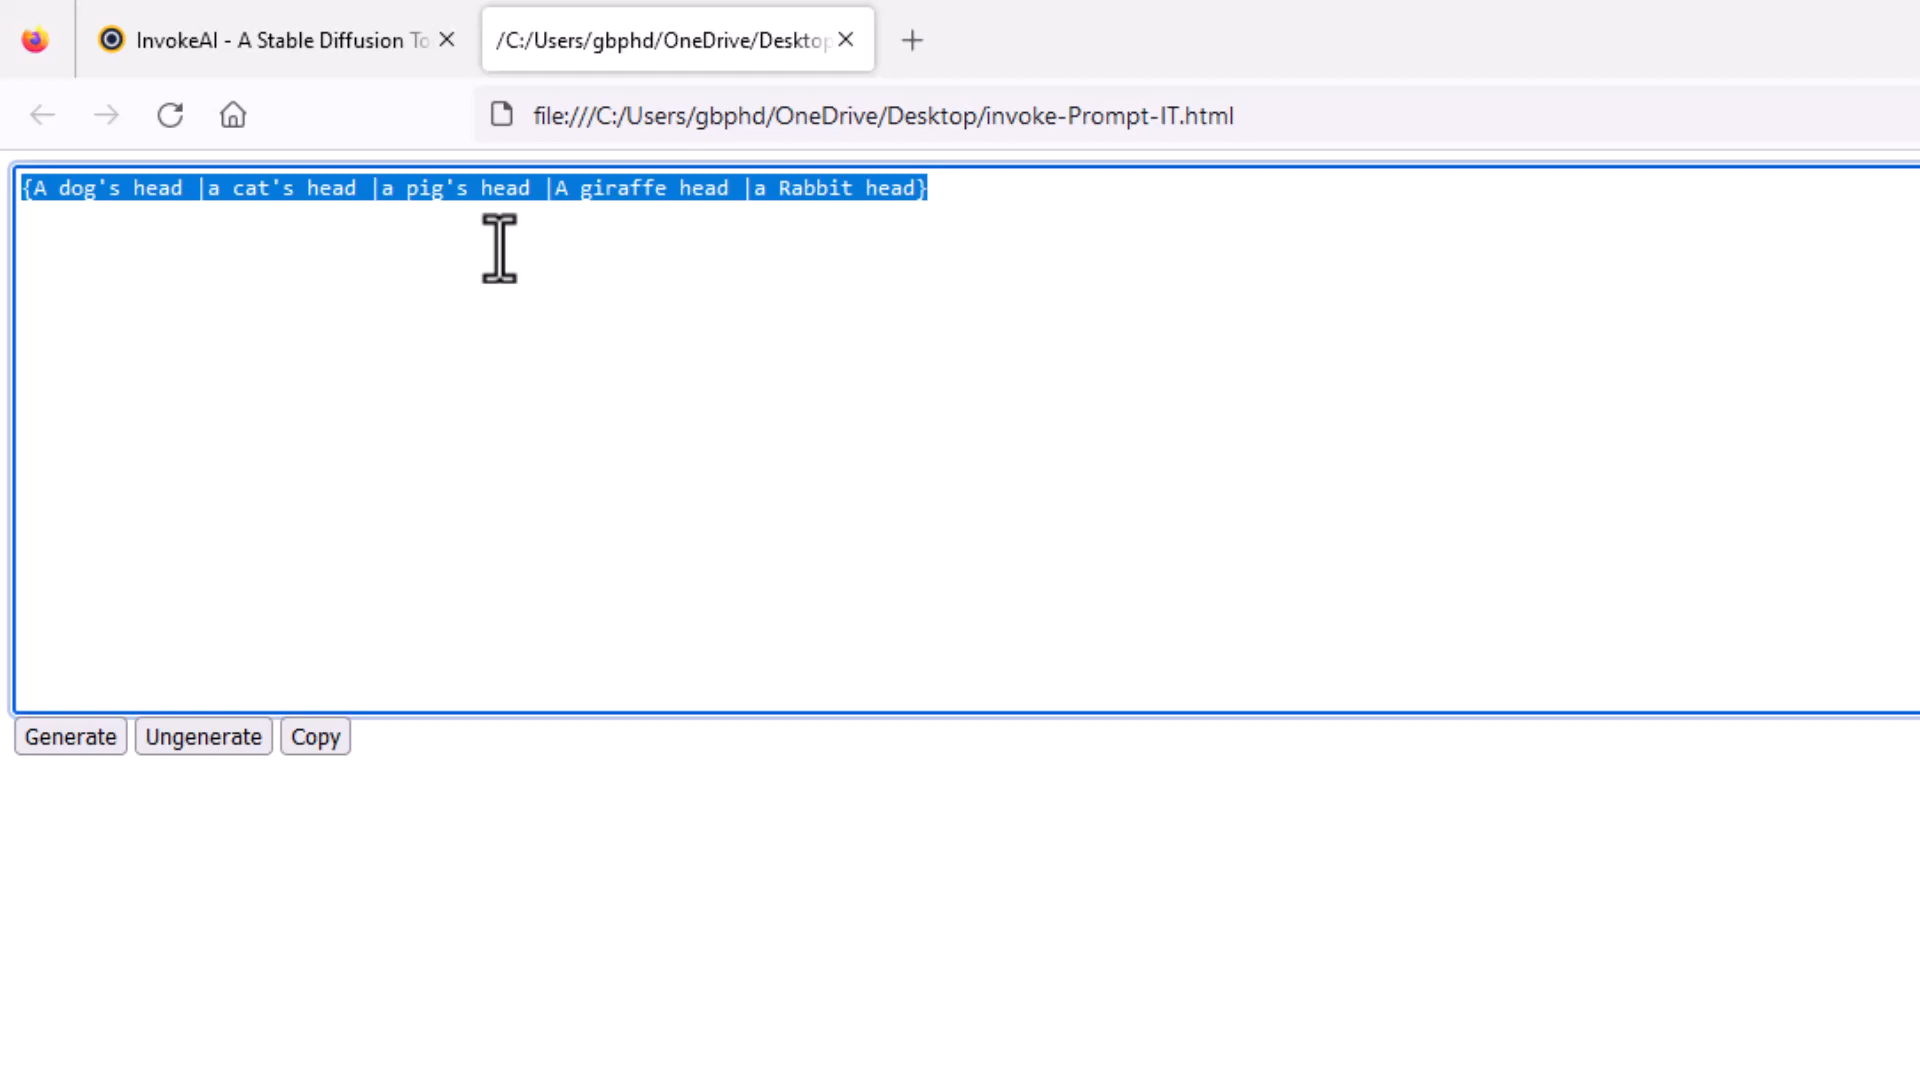 InvokeAI - A Stable Diffusion To
/C:/Users/gbphd/OneDrive/Desktop
file:///C:/Users/gbphd/OneDrive/Desktop/invoke-Prompt-IT.html
{A dog's head |a cat's head |a pig's head |A giraffe head |a Rabbit head}
Generate Ungenerate Copy